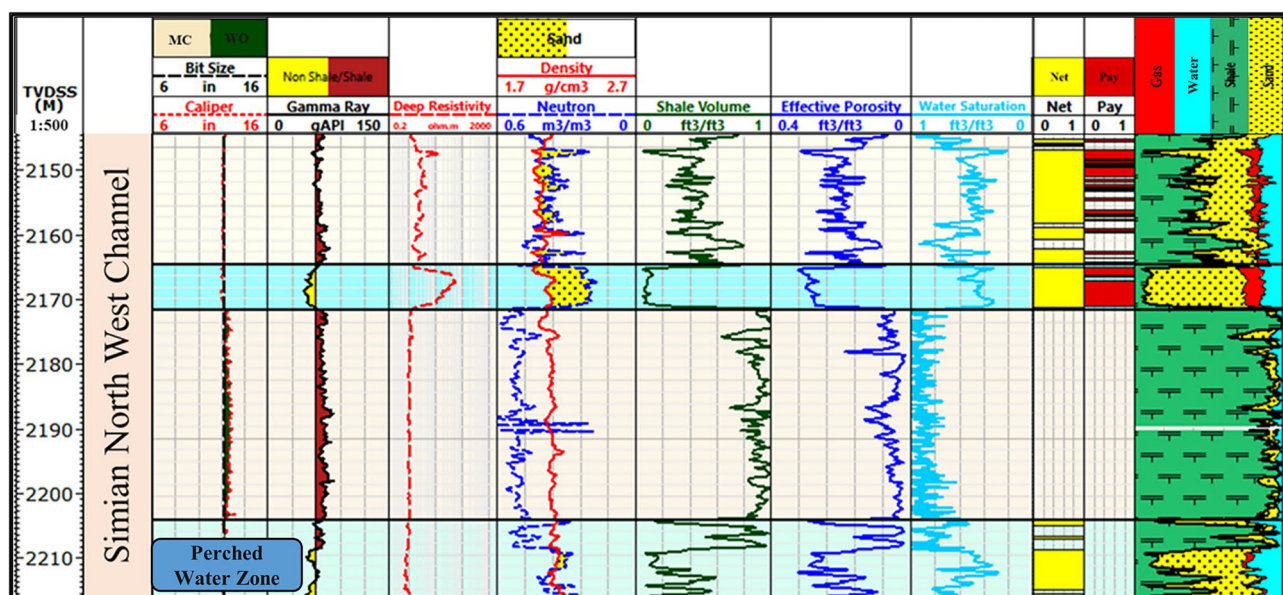 MC WO Sand
Bit Size Non Shale/Shale Density Net Pay Gas Water Shale Sand
TVDSS 6 in 16 1.7 g/cm3 2.7
(M) Caliper Gamma Ray Deep Resistivity Neutron Shale Volume Effective Porosity Water Saturation Net Pay
1:500 6 in 16 0 gAPI 150 0.2 ohm.m 2000 0.6 m3/m3 0 0 ft3/ft3 1 0.4 ft3/ft3 0 1 ft3/ft3 0 0 1 0 1
Simian North West Channel
2150
2160
2170
2180
2190
2200
2210
Perched
Water Zone